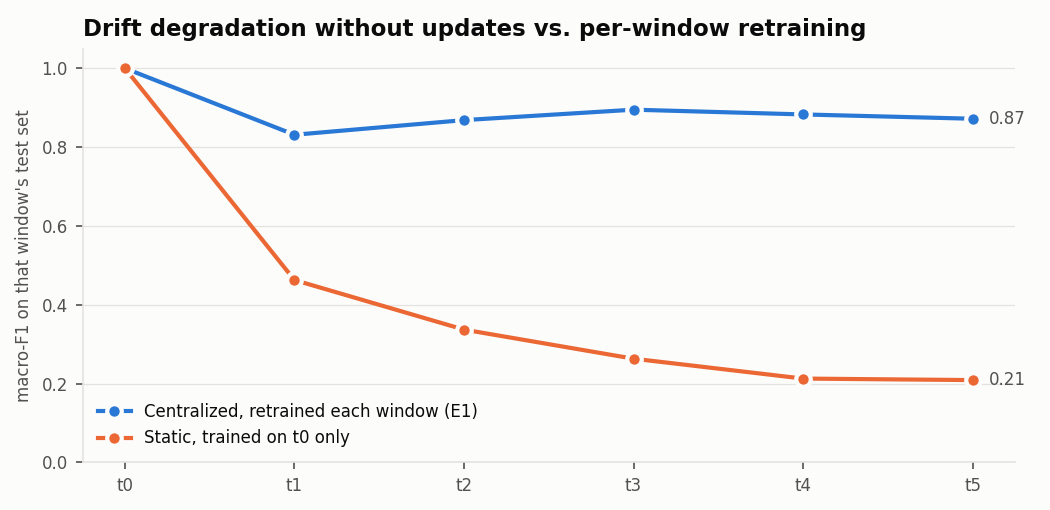 Drift degradation without updates vs. per-window retraining
macro-F1 on that window's test set
1.0
0.8
0.6
0.4
0.2
0.0
0.87
0.21
Centralized, retrained each window (E1)
Static, trained on t0 only
t0 t1 t2 t3 t4 t5